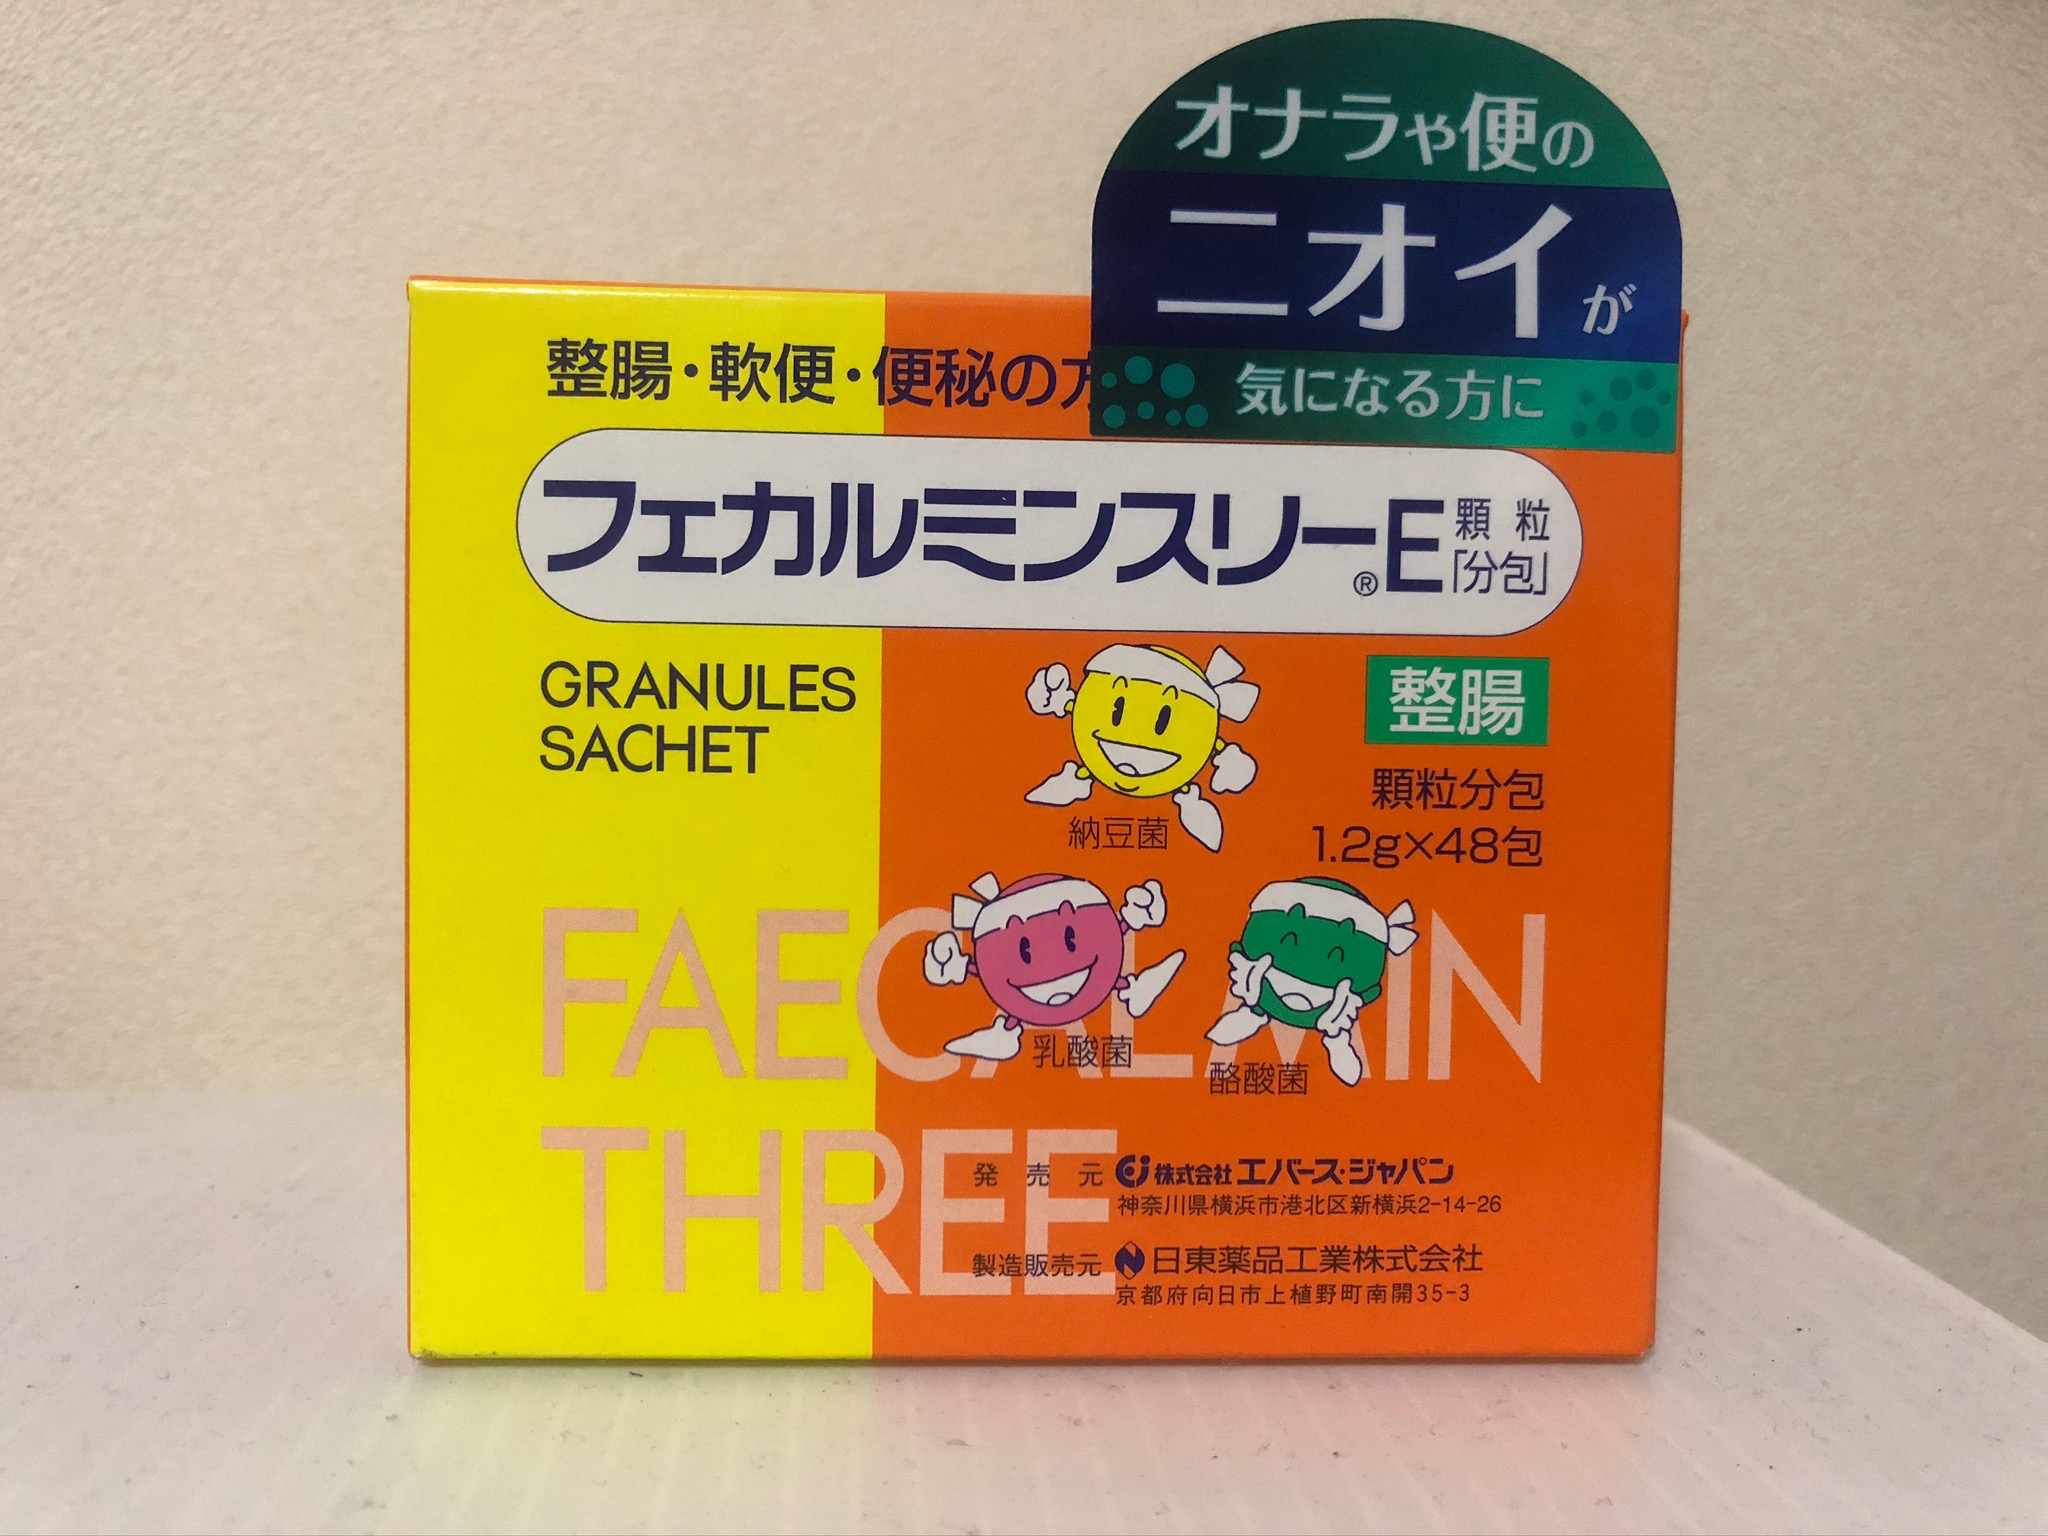 オナラや便の
ニオイが
気になる方に
整腸・軟便・便秘の方
フェカルミンスリー®E 顆粒「分包」
GRANULES
SACHET
整腸
顆粒分包
1.2g×48包
納豆菌
乳酸菌
酪酸菌
FAECALMIN
THREE
発売元 株式会社エバース・ジャパン
神奈川県横浜市港北区新横浜2-14-26
製造販売元 日東薬品工業株式会社
京都府向日市上植野町南開35-3